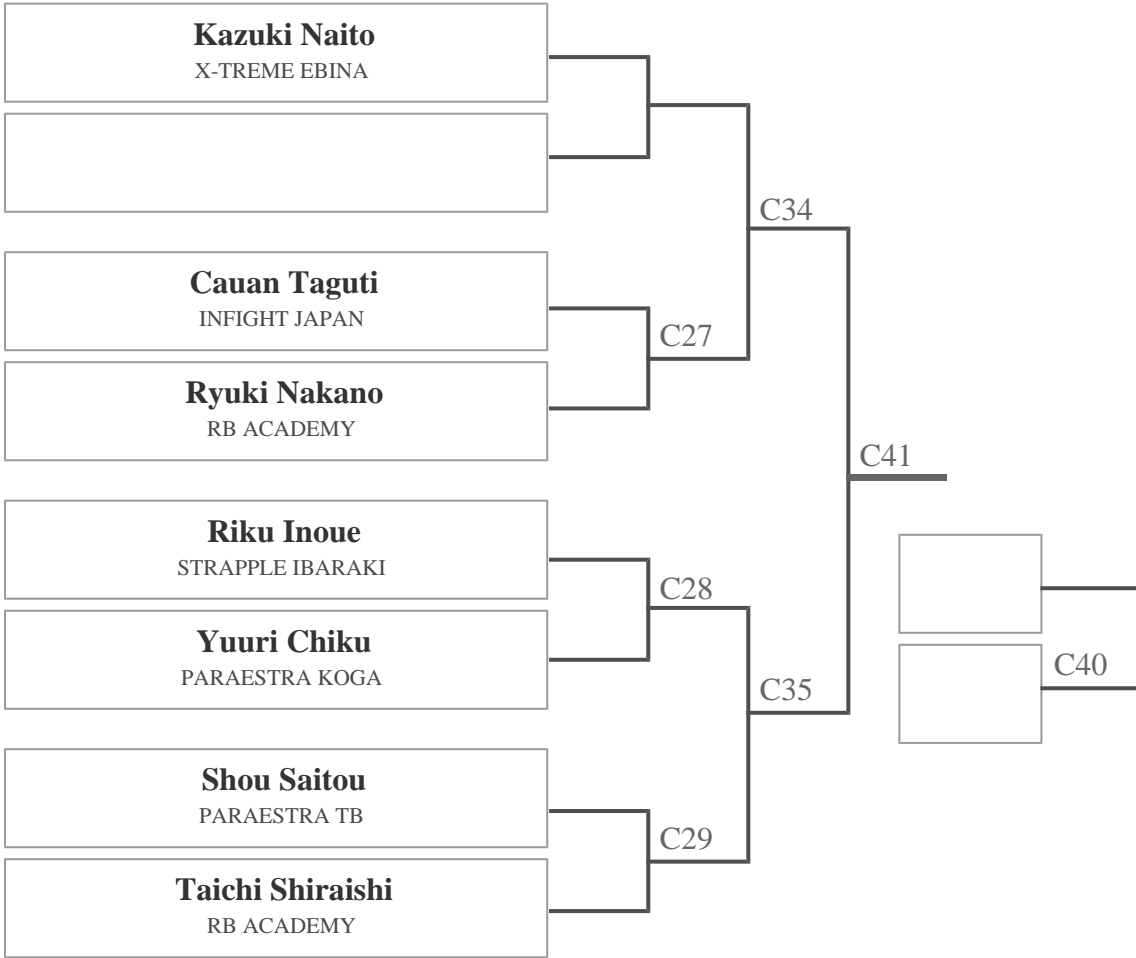 Kazuki Naito
X-TREME EBINA
C34
Cauan Taguti
INFIGHT JAPAN
C27
Ryuki Nakano
RB ACADEMY
C41
Riku Inoue
STRAPPLE IBARAKI
C28
Yuuri Chiku
PARAESTRA KOGA
C40
C35
Shou Saitou
PARAESTRA TB
C29
Taichi Shiraishi
RB ACADEMY